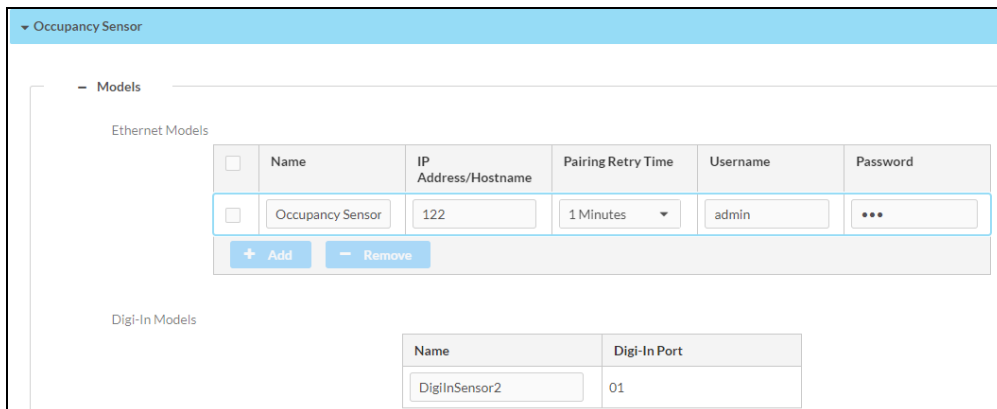 Occupancy Sensor
– Models
Ethernet Models
Name IP Address/Hostname Pairing Retry Time Username Password
Occupancy Sensor 122 1 Minutes admin •••
+ Add – Remove
Digi-In Models
Name Digi-In Port
DigiInSensor2 01